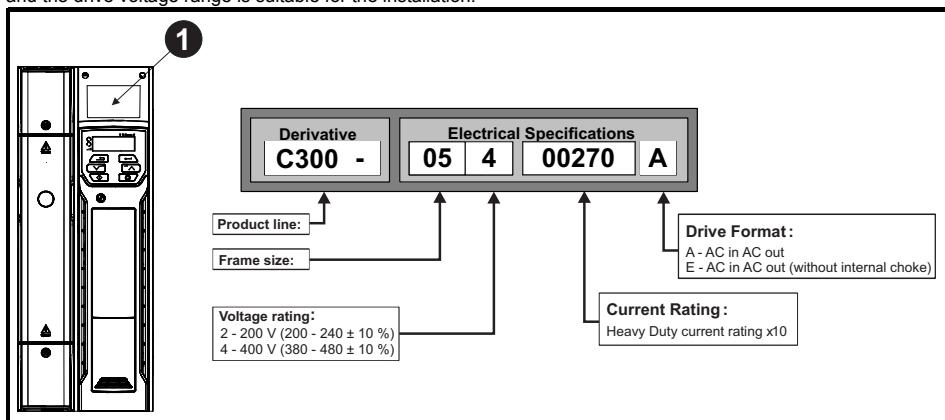 and the drive voltage range is suitable for the installation.
1
Derivative
Electrical Specifications
C300 - 05 4 00270 A
Product line:
Frame size:
Voltage rating:
2 - 200 V (200 - 240 ± 10 %)
4 - 400 V (380 - 480 ± 10 %)
Current Rating :
Heavy Duty current rating x10
Drive Format :
A - AC in AC out
E - AC in AC out (without internal choke)